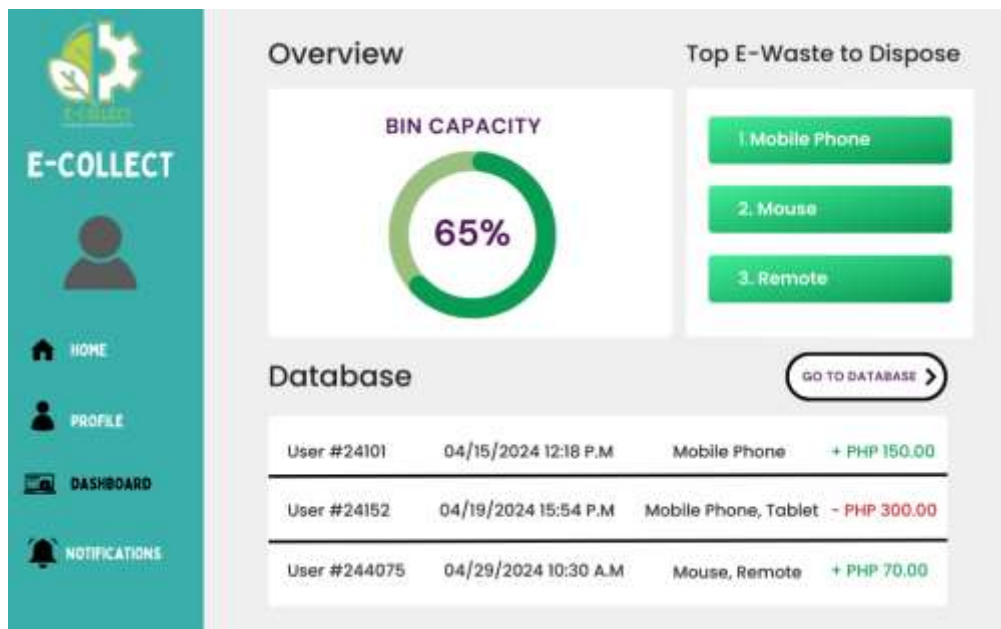 E-COLLECT
E-COLLECT
HOME
PROFILE
DASHBOARD
NOTIFICATIONS
Overview
BIN CAPACITY
65%
Top E-Waste to Dispose
1.Mobile Phone
2. Mouse
3. Remote
Database
GO TO DATABASE
User #24101 04/15/2024 12:18 P.M Mobile Phone + PHP 150.00
User #24152 04/19/2024 15:54 P.M Mobile Phone, Tablet - PHP 300.00
User #244075 04/29/2024 10:30 A.M Mouse, Remote + PHP 70.00